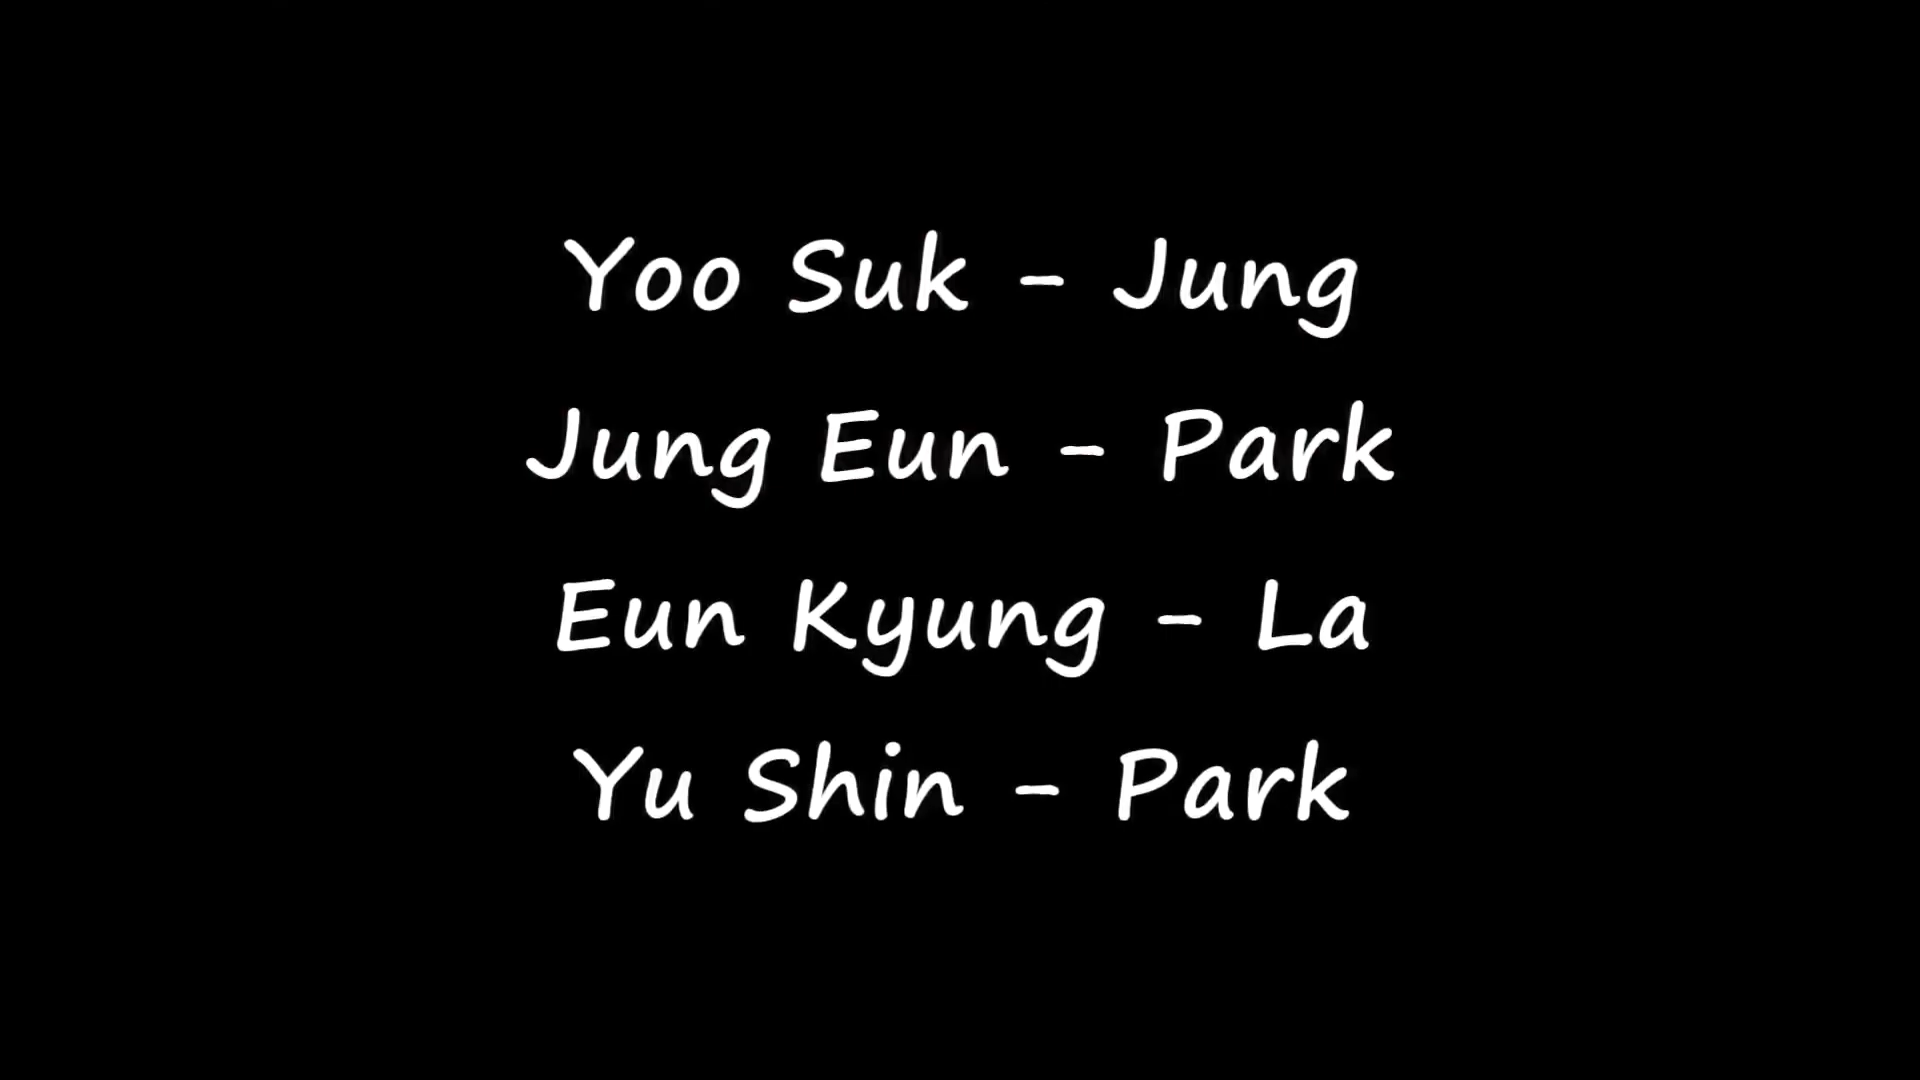 Yoo Suk - Jung
Jung Eun - Park
Eun Kyung - La
Yu Shin - Park